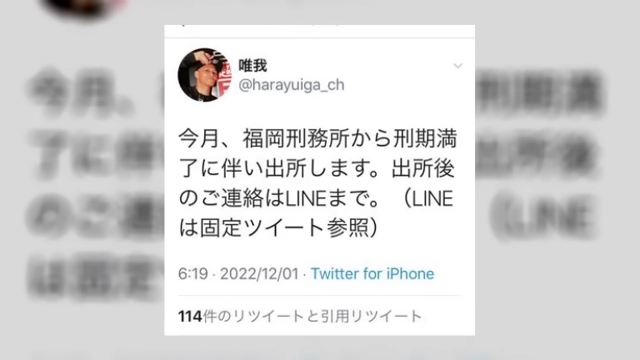 唯我
@harayuiga_ch
今月、福岡刑務所から刑期満
了に伴い出所します。出所後
のご連絡はLINEまで。（LINE
は固定ツイート参照）
6:19 · 2022/12/01 · Twitter for iPhone
114件のリツイートと引用リツイート